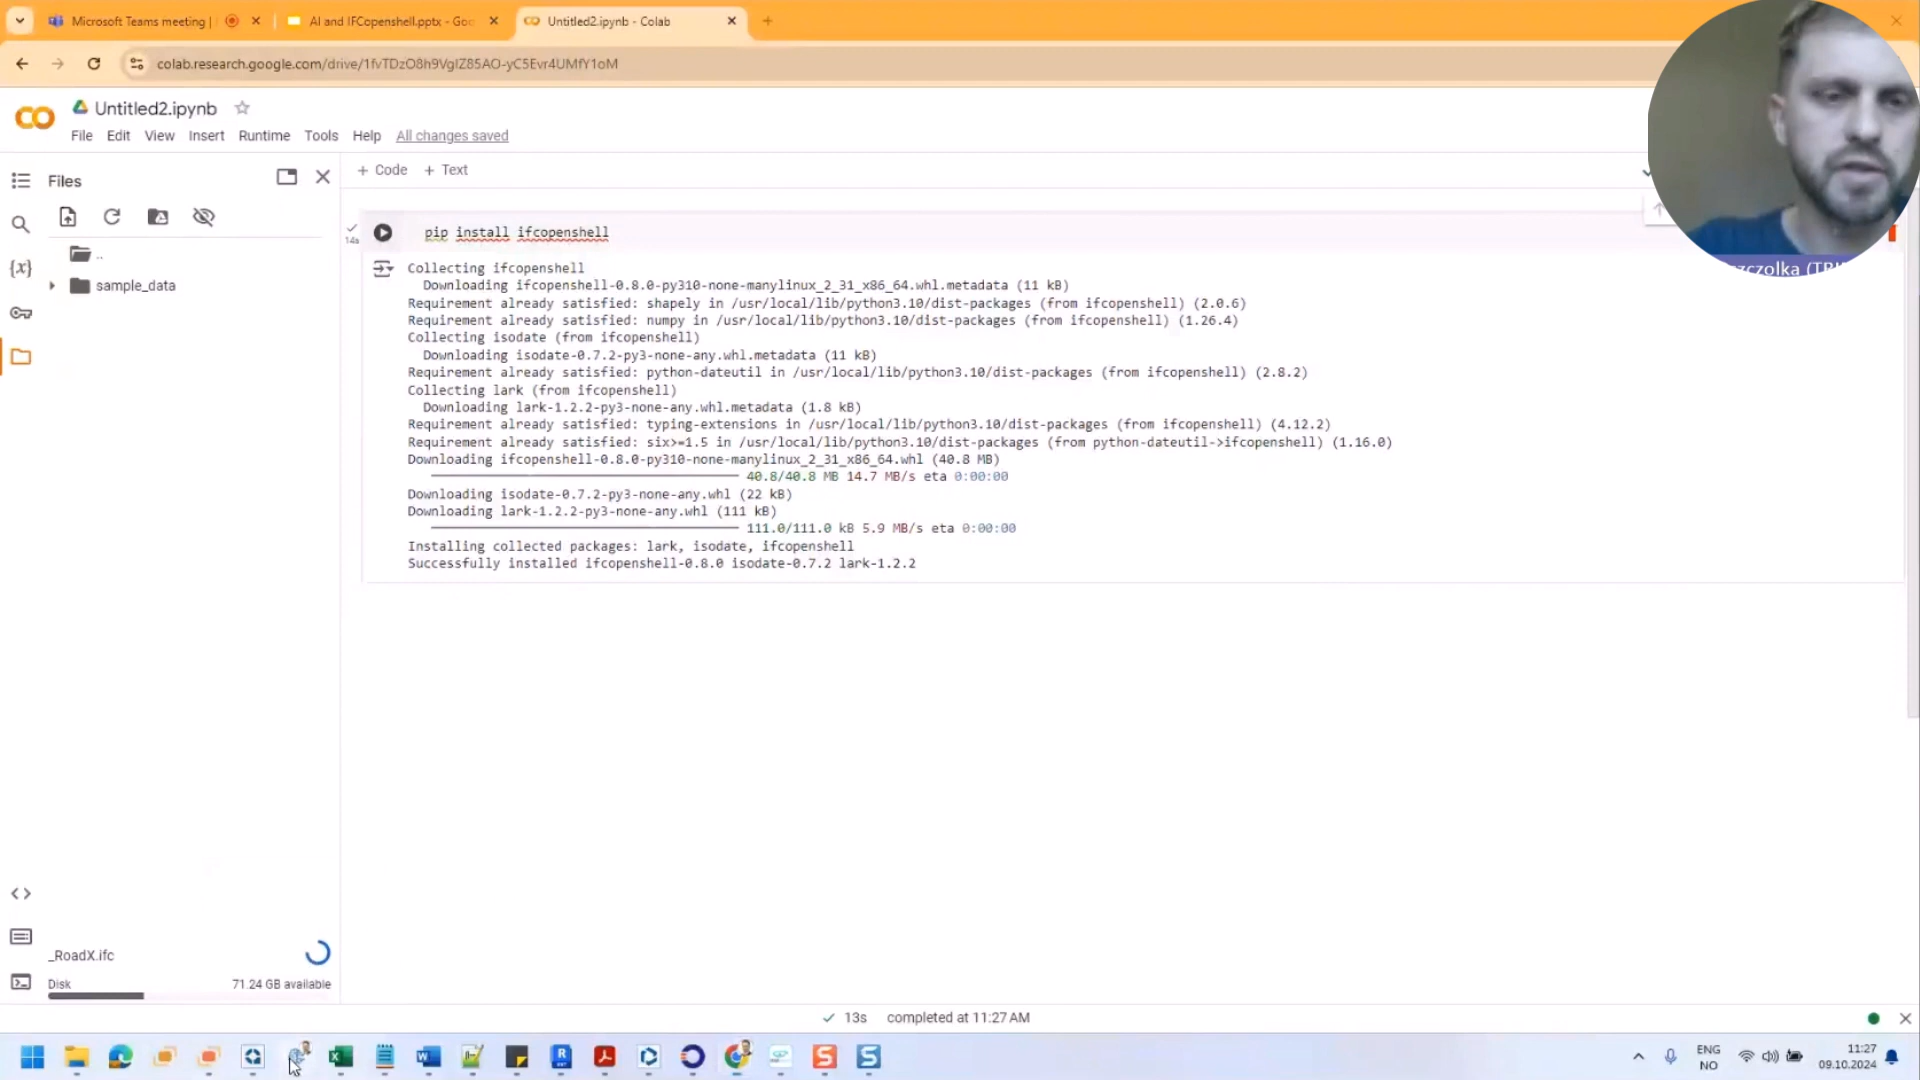 Microsoft Teams meeting |
AI and IFCopenshell.pptx - Goo
Untitled2.ipynb - Colab
Untitled2.ipynb
File Edit View Insert Runtime Tools Help All changes saved
+ Code + Text
Files
..
sample_data
14s
pip install ifcopenshell
Collecting ifcopenshell
Downloading ifcopenshell-0.8.0-py310-none-manylinux_2_31_x86_64.whl.metadata (11 kB)
Requirement already satisfied: shapely in /usr/local/lib/python3.10/dist-packages (from ifcopenshell) (2.0.6)
Requirement already satisfied: numpy in /usr/local/lib/python3.10/dist-packages (from ifcopenshell) (1.26.4)
Collecting isodate (from ifcopenshell)
Downloading isodate-0.7.2-py3-none-any.whl.metadata (11 kB)
Requirement already satisfied: python-dateutil in /usr/local/lib/python3.10/dist-packages (from ifcopenshell) (2.8.2)
Collecting lark (from ifcopenshell)
Downloading lark-1.2.2-py3-none-any.whl.metadata (1.8 kB)
Requirement already satisfied: typing-extensions in /usr/local/lib/python3.10/dist-packages (from ifcopenshell) (4.12.2)
Requirement already satisfied: six>=1.5 in /usr/local/lib/python3.10/dist-packages (from python-dateutil->ifcopenshell) (1.16.0)
Downloading ifcopenshell-0.8.0-py310-none-manylinux_2_31_x86_64.whl (40.8 MB)
40.8/40.8 MB 14.7 MB/s eta 0:00:00
Downloading isodate-0.7.2-py3-none-any.whl (22 kB)
Downloading lark-1.2.2-py3-none-any.whl (111 kB)
111.0/111.0 kB 5.9 MB/s eta 0:00:00
Installing collected packages: lark, isodate, ifcopenshell
Successfully installed ifcopenshell-0.8.0 isodate-0.7.2 lark-1.2.2
_RoadX.ifc
Disk 71.24 GB available
13s completed at 11:27 AM
ENG
NO
11:27
09.10.2024